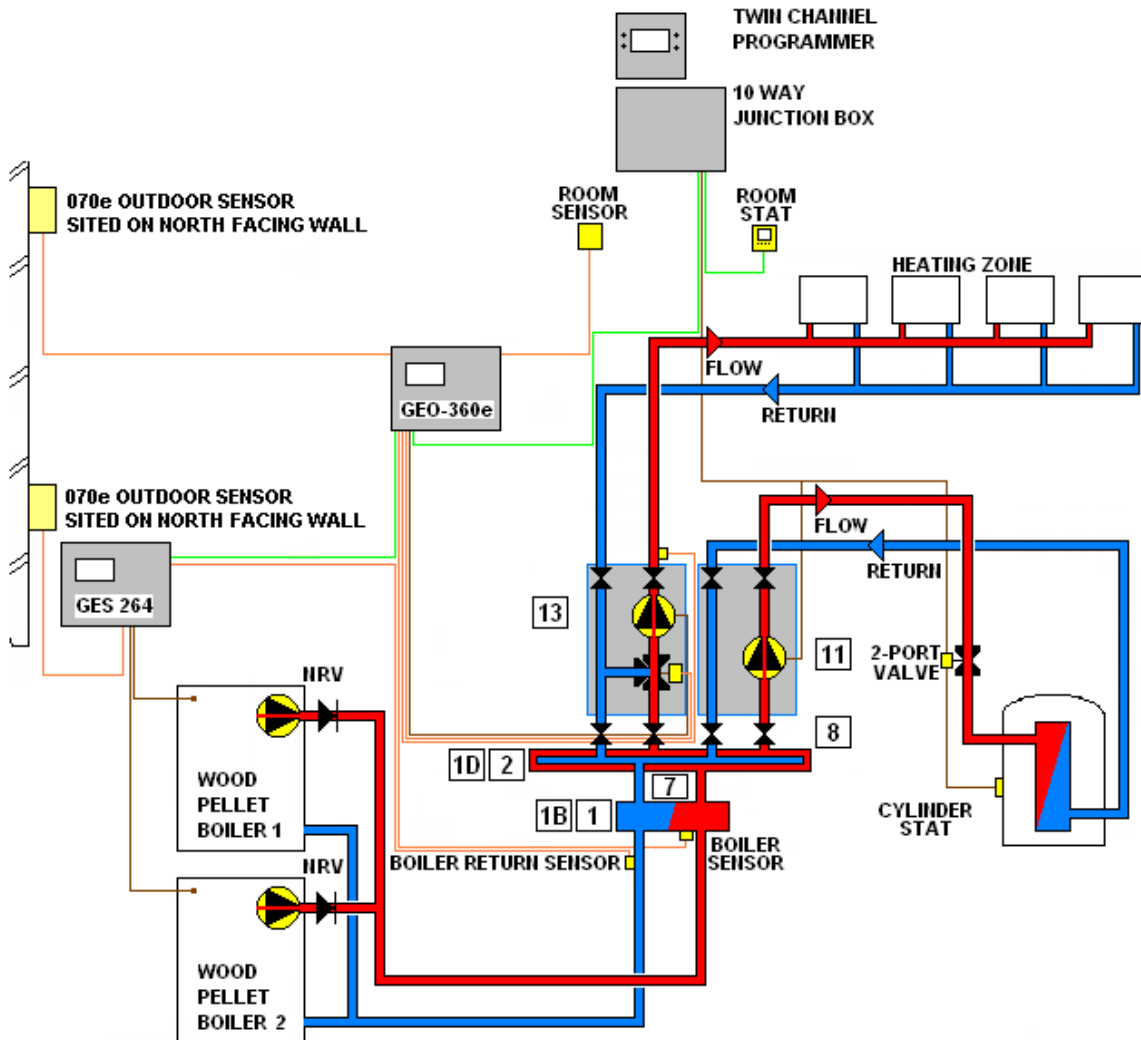 TWIN CHANNEL
PROGRAMMER
10 WAY
JUNCTION BOX
070e OUTDOOR SENSOR
SITED ON NORTH FACING WALL
ROOM
SENSOR
ROOM
STAT
HEATING ZONE
FLOW
RETURN
GEO-360e
070e OUTDOOR SENSOR
SITED ON NORTH FACING WALL
FLOW
RETURN
GES 264
13
11
2-PORT
VALVE
NRV
8
1D 2
7
WOOD
PELLET
BOILER 1
1B 1
CYLINDER
STAT
BOILER RETURN SENSOR
BOILER
SENSOR
NRV
WOOD
PELLET
BOILER 2